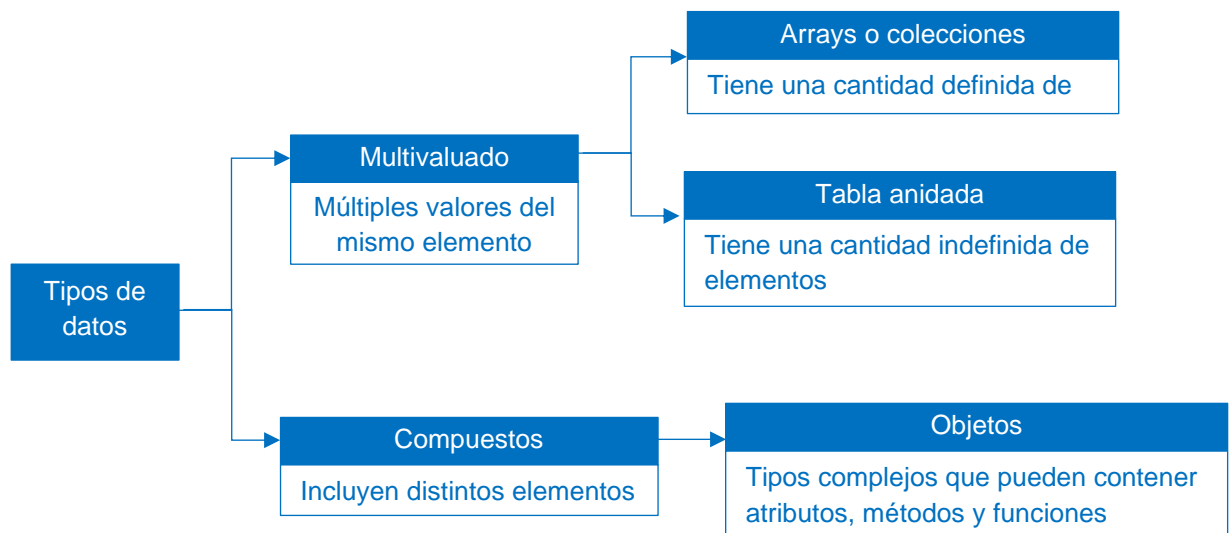 Arrays o colecciones
Tiene una cantidad definida de
Multivaluado
Múltiples valores del
mismo elemento
Tabla anidada
Tiene una cantidad indefinida de
elementos
Tipos de
datos
Compuestos
Incluyen distintos elementos
Objetos
Tipos complejos que pueden contener
atributos, métodos y funciones